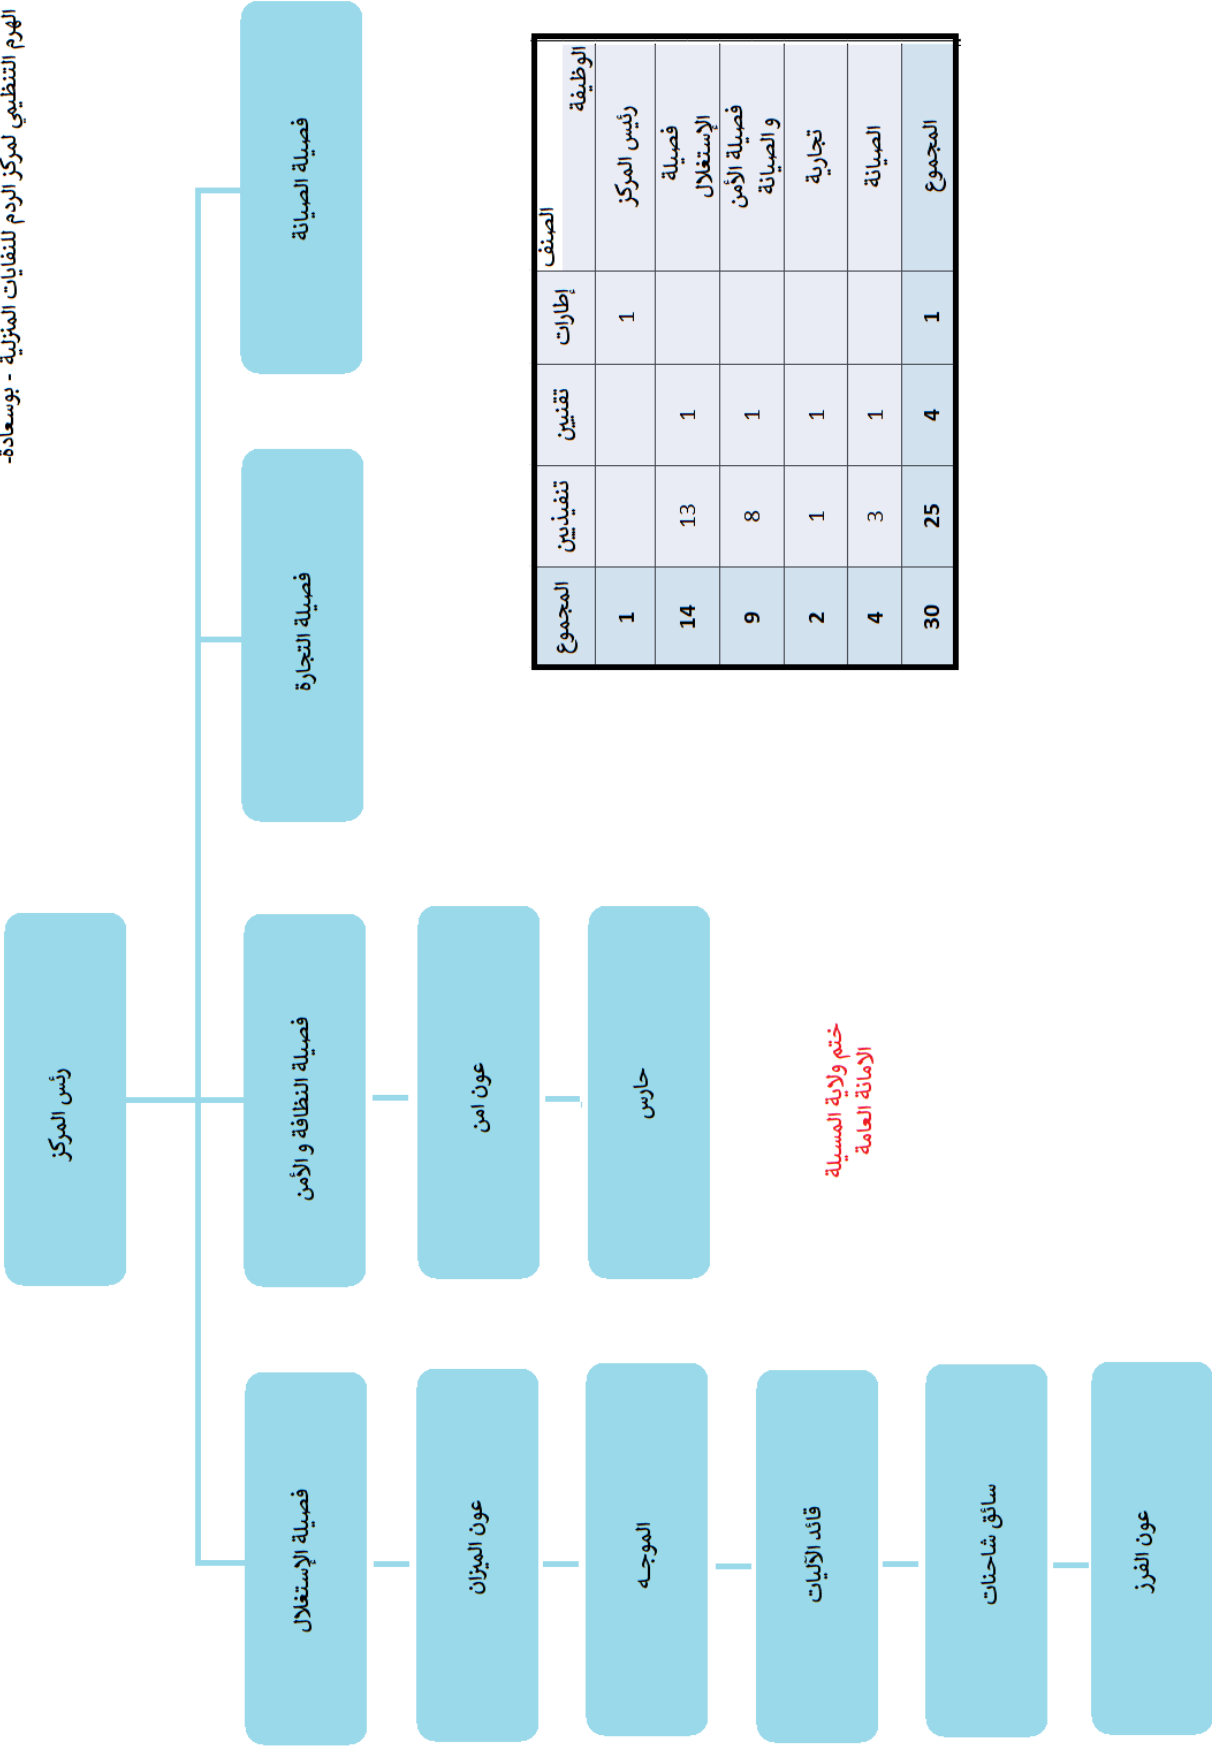 الهرم التنظيمي لمركز الردم للنفايات المنزلية - بوسعادة-
رئس المركز
فصيلة الصيانة
فصيلة التجارة
فصيلة النظافة و الأمن
فصيلة الإستغلال
عون امن
عون الميزان
حارس
الموجـه
قائد الآليات
سائق شاحنات
عون الفرز
الوظيفة
الصنف
إطارات
تقنيين
تنفيذيين
المجموع
رئيس المركز
1
1
فصيلة
الإستغلال
1
13
14
فصيلة الأمن
و الصيانة
1
8
9
تجارية
1
1
2
الصيانة
1
3
4
المجموع
1
4
25
30
ختم ولاية المسيلة
الامانة العامة